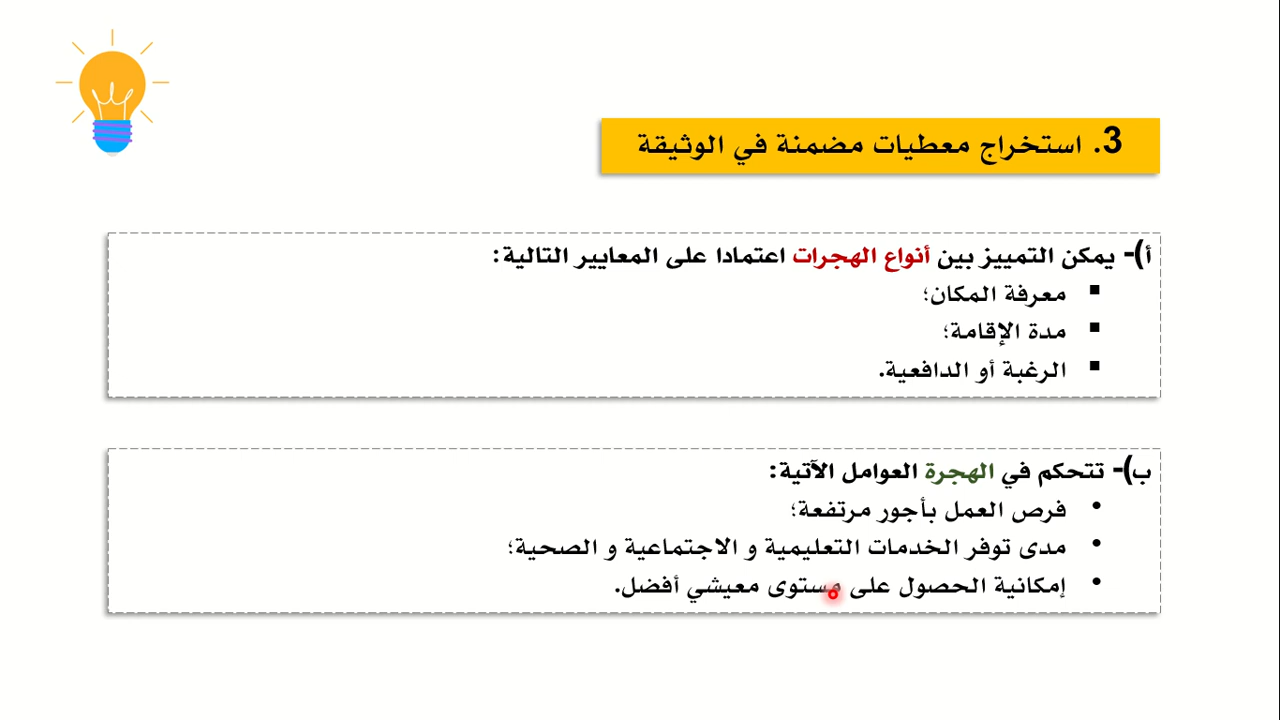 3. استخراج معطيات مضمنة في الوثيقة
أ)- يمكن التمييز بين أنواع الهجرات اعتمادا على المعايير التالية:
▪ معرفة المكان؛
▪ مدة الإقامة؛
▪ الرغبة أو الدافعية.
ب)- تتحكم في الهجرة العوامل الآتية:
• فرص العمل بأجور مرتفعة؛
• مدى توفر الخدمات التعليمية و الاجتماعية و الصحية؛
• إمكانية الحصول على مستوى معيشي أفضل.